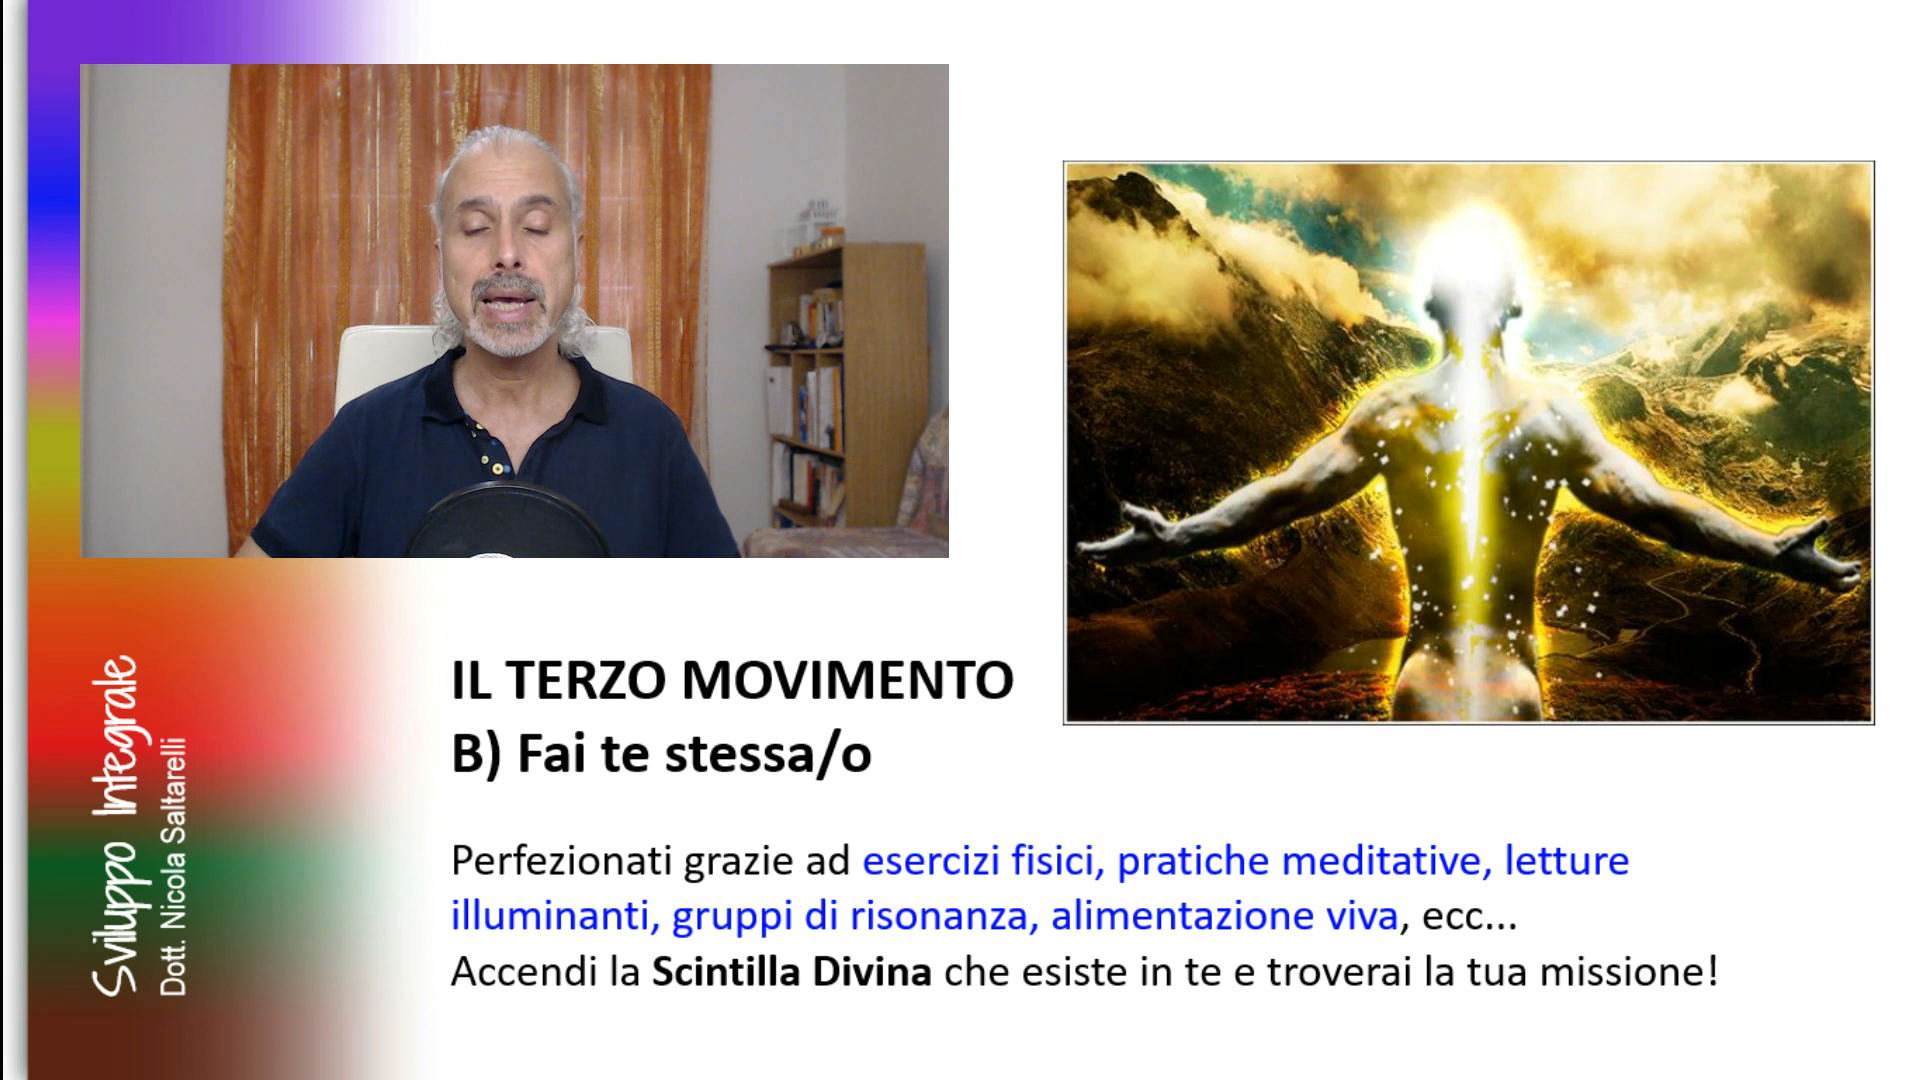 IL TERZO MOVIMENTO
B) Fai te stessa/o
Perfezionati grazie ad esercizi fisici, pratiche meditative, letture
illuminanti, gruppi di risonanza, alimentazione viva, ecc...
Accendi la Scintilla Divina che esiste in te e troverai la tua missione!
Sviluppo Integrale
Dott. Nicola Saltarelli